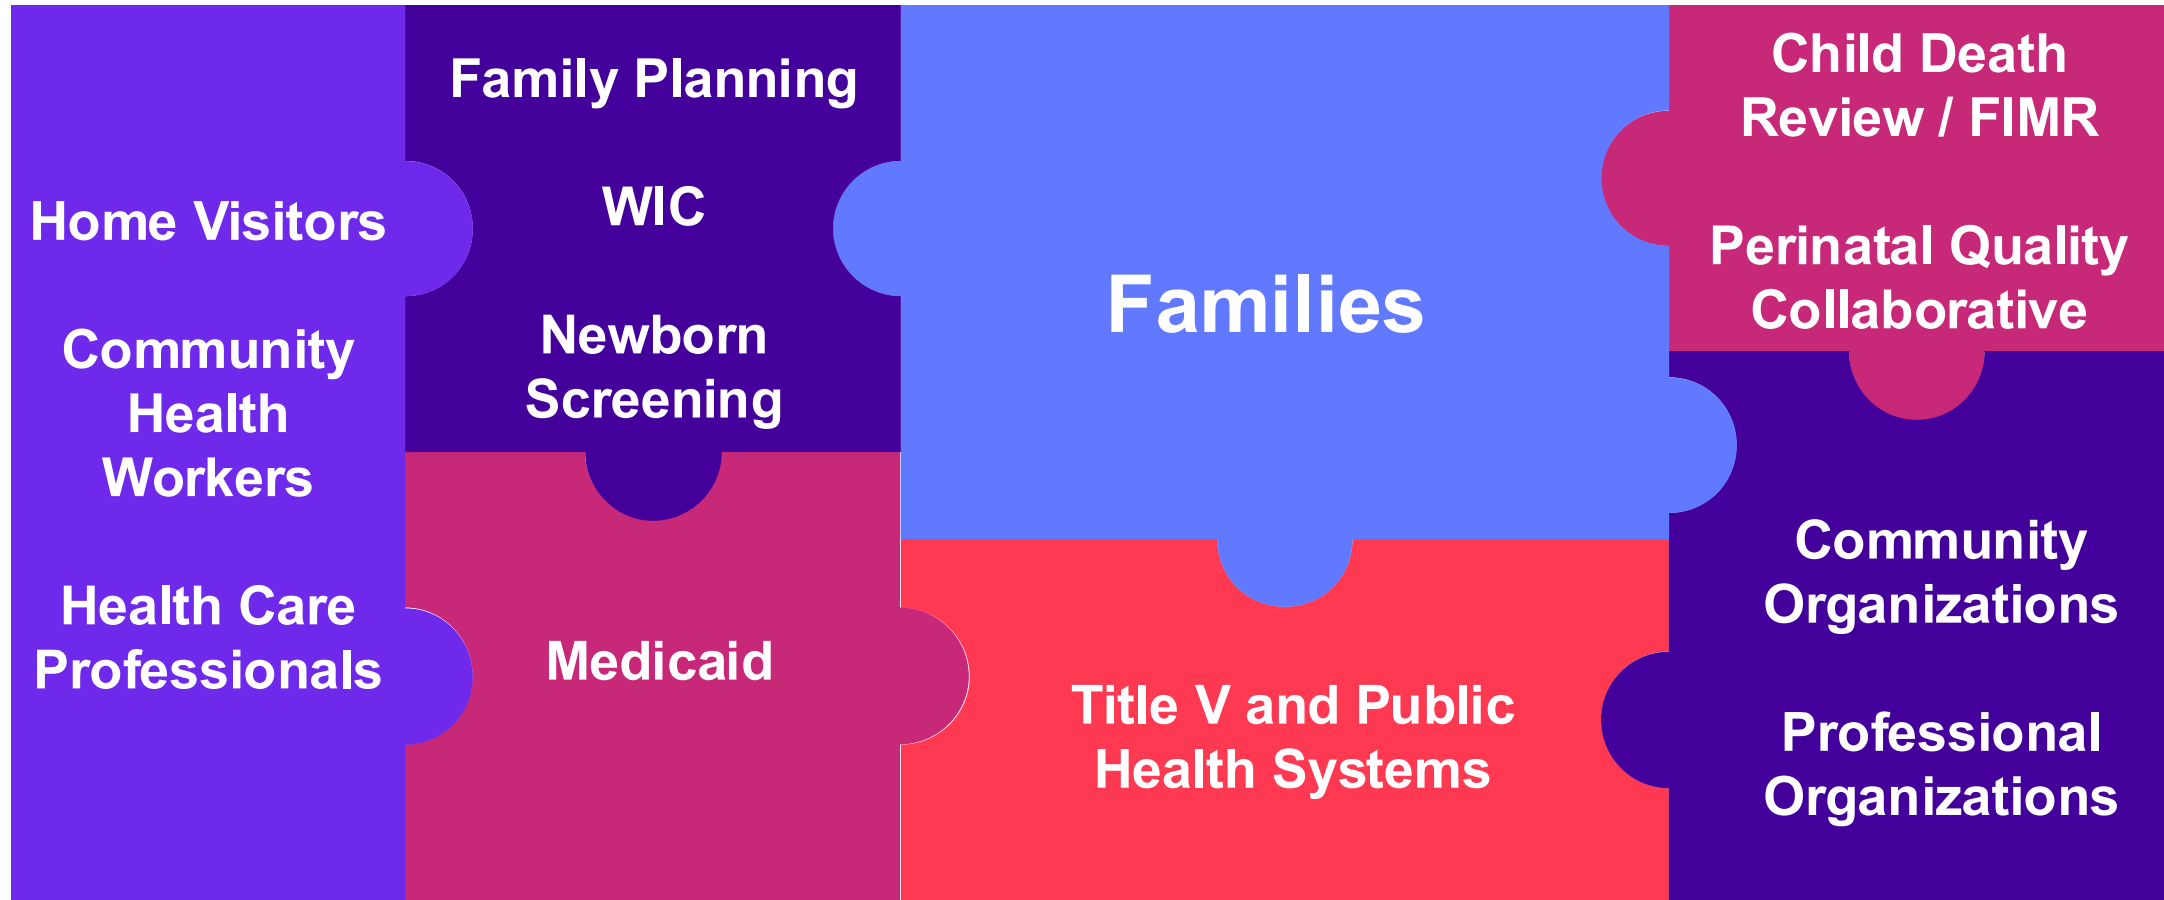 Home Visitors
Community
Health
Workers
Health Care
Professionals
Family Planning
WIC
Newborn
Screening
Medicaid
Families
Title V and Public
Health Systems
Child Death
Review / FIMR
Perinatal Quality
Collaborative
Community
Organizations
Professional
Organizations